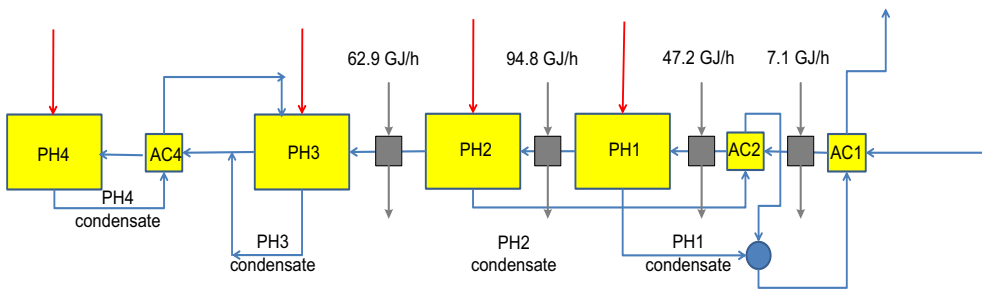 62.9 GJ/h
94.8 GJ/h
47.2 GJ/h
7.1 GJ/h
PH4
AC4
PH3
PH2
PH1
AC2
AC1
PH4
condensate
PH3
condensate
PH2
condensate
PH1
condensate